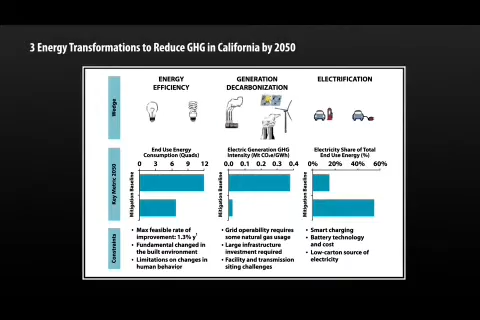 3 Energy Transformations to Reduce GHG in California by 2050
ENERGY
EFFICIENCY
GENERATION
DECARBONIZATION
ELECTRIFICATION
Wedge
Key Metric 2050
End Use Energy
Consumption (Quads)
0 3 6 9 12
Mitigation Baseline
Electric Generation GHG
Intensity (Mt CO₂e/GWh)
0.0 0.1 0.2 0.3 0.4
Mitigation Baseline
Electricity Share of Total
End Use Energy (%)
0% 20% 40% 60%
Mitigation Baseline
Constraints
• Max feasible rate of
improvement: 1.3% y⁻¹
• Fundamental changed in
the built environment
• Limitations on changes in
human behavior
• Grid operability requires
some natural gas usage
• Large infrastructure
investment required
• Facility and transmission
siting challenges
• Smart charging
• Battery technology
and cost
• Low-carbon source of
electricity